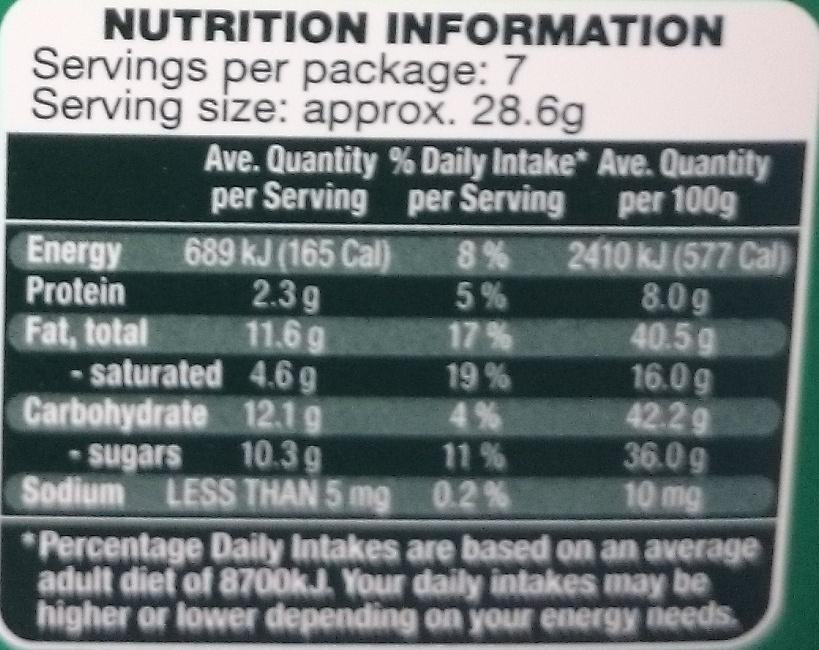 NUTRITION INFORMATION
Servings per package: 7
Serving size: approx. 28.6g
Ave. Quantity % Daily Intake* Ave. Quantity
per Serving per Serving per 100g
Energy 689 kJ (165 Cal) 8 % 2410 kJ (577 Cal)
Protein 2.3 g 5 % 8.0 g
Fat, total 11.6 g 17 % 40.5 g
- saturated 4.6 g 19 % 16.0 g
Carbohydrate 12.1 g 4 % 42.2 g
- sugars 10.3 g 11 % 36.0 g
Sodium LESS THAN 5 mg 0.2 % 10 mg
*Percentage Daily Intakes are based on an average
adult diet of 8700kJ. Your daily intakes may be
higher or lower depending on your energy needs.